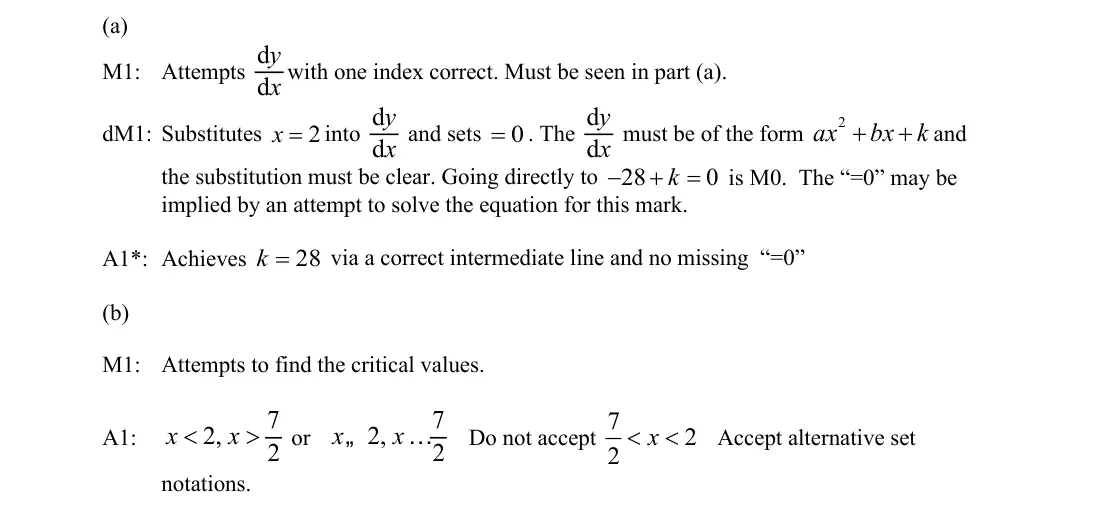 (a)
M1: Attempts dy/dx with one index correct. Must be seen in part (a).
dM1: Substitutes x = 2 into dy/dx and sets = 0. The dy/dx must be of the form ax² + bx + k and
the substitution must be clear. Going directly to −28 + k = 0 is M0. The “=0” may be
implied by an attempt to solve the equation for this mark.
A1*: Achieves k = 28 via a correct intermediate line and no missing “=0”
(b)
M1: Attempts to find the critical values.
A1: x < 2, x > 7/2 or x„ 2, x… 7/2 Do not accept 7/2 < x < 2 Accept alternative set
notations.